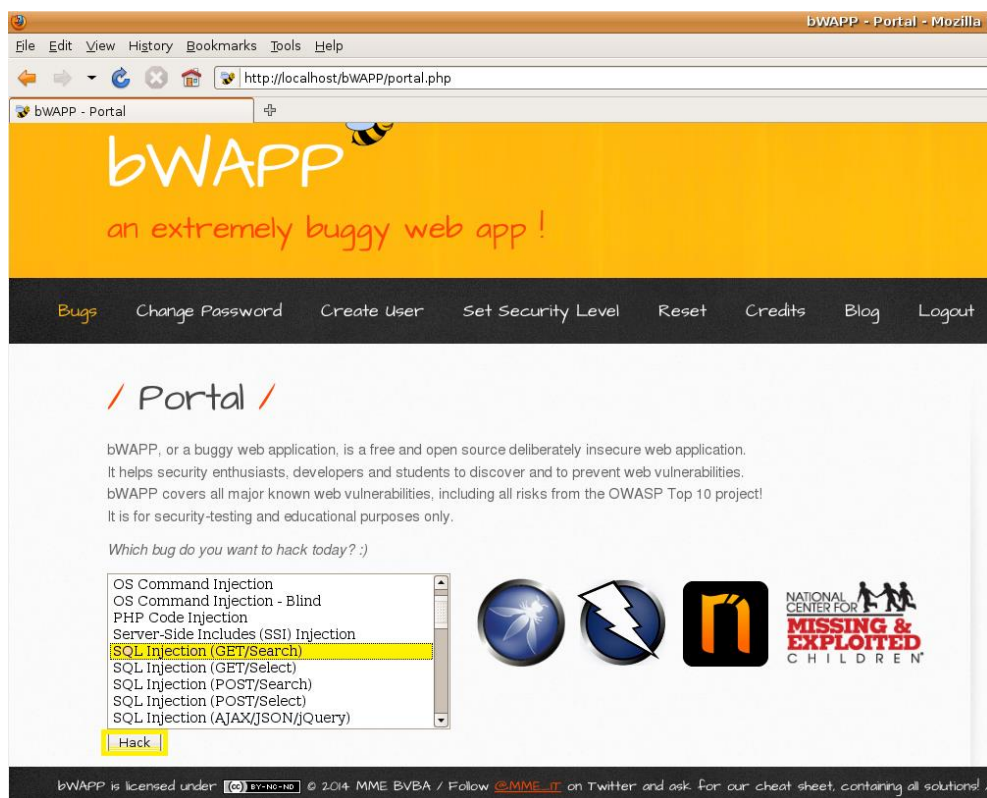 bWAPP - Portal - Mozilla
File Edit View History Bookmarks Tools Help
http://localhost/bWAPP/portal.php
bWAPP - Portal
bWAPP
an extremely buggy web app !
Bugs Change Password Create User Set Security Level Reset Credits Blog Logout
/ Portal /
bWAPP, or a buggy web application, is a free and open source deliberately insecure web application.
It helps security enthusiasts, developers and students to discover and to prevent web vulnerabilities.
bWAPP covers all major known web vulnerabilities, including all risks from the OWASP Top 10 project!
It is for security-testing and educational purposes only.
Which bug do you want to hack today? :)
OS Command Injection
OS Command Injection - Blind
PHP Code Injection
Server-Side Includes (SSI) Injection
SQL Injection (GET/Search)
SQL Injection (GET/Select)
SQL Injection (POST/Search)
SQL Injection (POST/Select)
SQL Injection (AJAX/JSON/jQuery)
n
NATIONAL
CENTER FOR
MISSING &
EXPLOITED
CHILDREN
Hack
bWAPP is licensed under (cc) BY-NC-ND © 2014 MME BVBA / Follow @MME_IT on Twitter and ask for our cheat sheet, containing all solutions! /